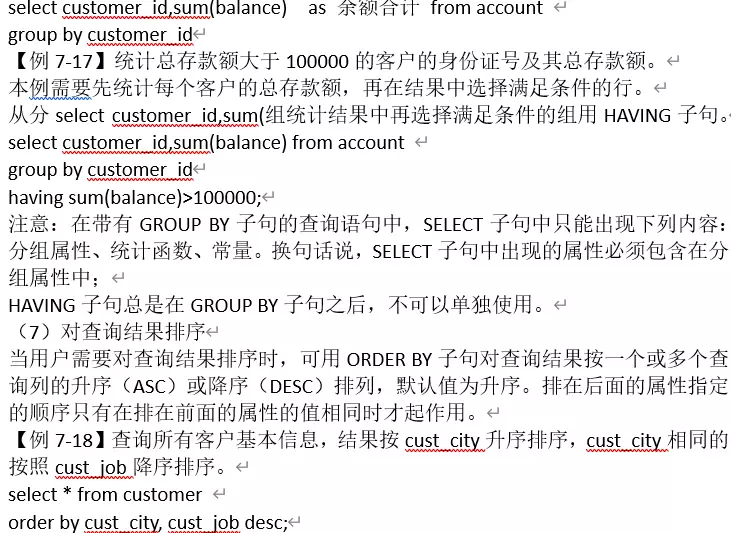 select customer_id,sum(balance) as 余额合计 from account
group by customer_id
【例 7-17】统计总存款额大于 100000 的客户的身份证号及其总存款额。
本例需要先统计每个客户的总存款额，再在结果中选择满足条件的行。
从分 select customer_id,sum(组统计结果中再选择满足条件的组用 HAVING 子句。
select customer_id,sum(balance) from account
group by customer_id
having sum(balance)>100000;
注意：在带有 GROUP BY 子句的查询语句中，SELECT 子句中只能出现下列内容：
分组属性、统计函数、常量。换句话说，SELECT 子句中出现的属性必须包含在分
组属性中；
HAVING 子句总是在 GROUP BY 子句之后，不可以单独使用。
（7）对查询结果排序
当用户需要对查询结果排序时，可用 ORDER BY 子句对查询结果按一个或多个查
询列的升序（ASC）或降序（DESC）排列，默认值为升序。排在后面的属性指定
的顺序只有在排在前面的属性的值相同时才起作用。
【例 7-18】查询所有客户基本信息，结果按 cust_city 升序排序，cust_city 相同的
按照 cust_job 降序排序。
select * from customer
order by cust_city, cust_job desc;